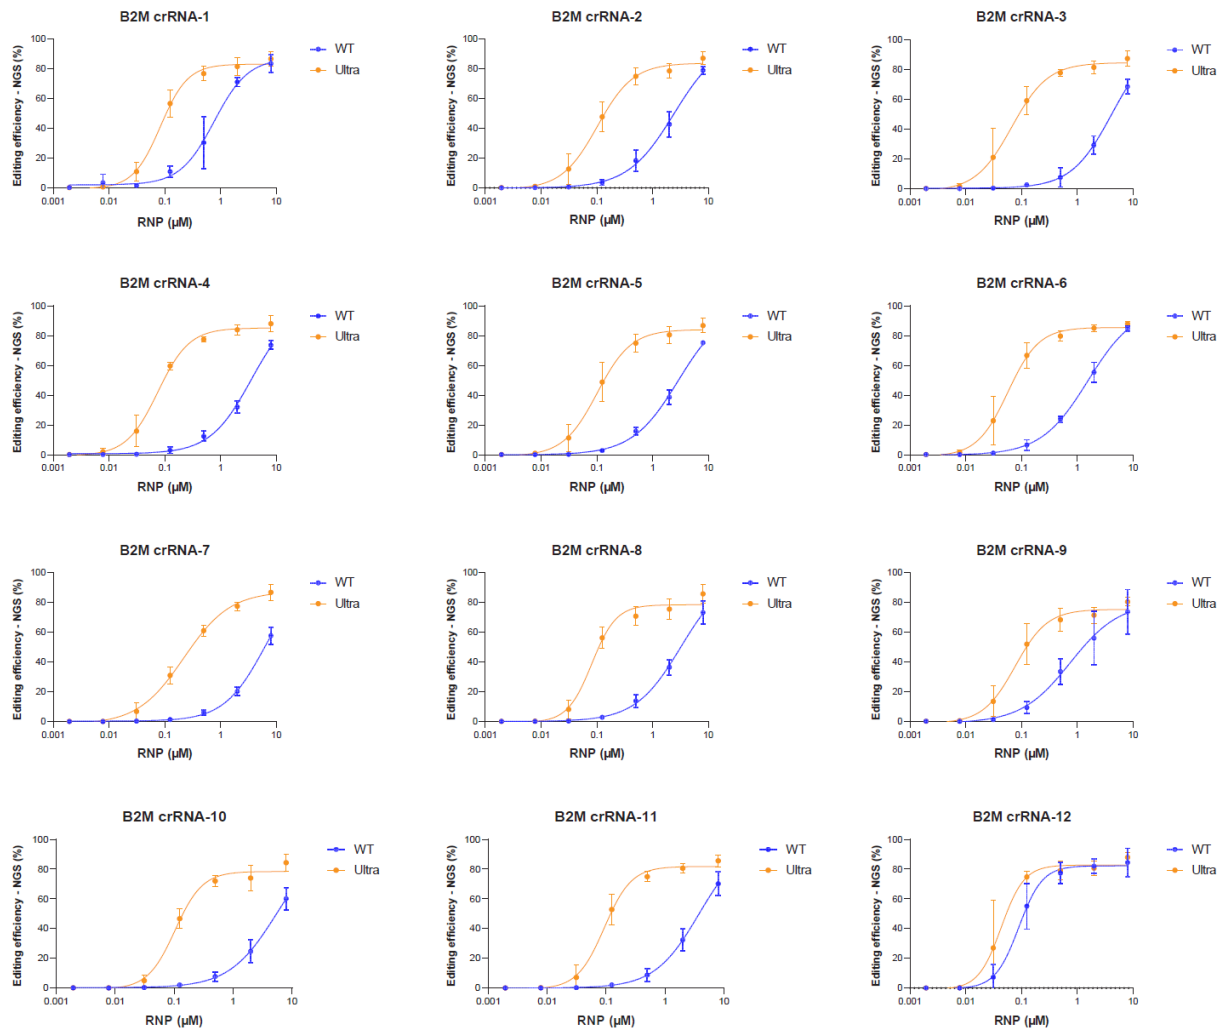 B2M crRNA-1
Editing efficiency - NGS (%)
100
80
60
40
20
0
0.001
0.01
0.1
1
10
RNP (µM)
WT
Ultra
B2M crRNA-2
Editing efficiency - NGS (%)
100
80
60
40
20
0
0.001
0.01
0.1
1
10
RNP (µM)
WT
Ultra
B2M crRNA-3
Editing efficiency - NGS (%)
100
80
60
40
20
0
0.001
0.01
0.1
1
10
RNP (µM)
WT
Ultra
B2M crRNA-4
Editing efficiency - NGS (%)
100
80
60
40
20
0
0.001
0.01
0.1
1
10
RNP (µM)
WT
Ultra
B2M crRNA-5
Editing efficiency - NGS (%)
100
80
60
40
20
0
0.001
0.01
0.1
1
10
RNP (µM)
WT
Ultra
B2M crRNA-6
Editing efficiency - NGS (%)
100
80
60
40
20
0
0.001
0.01
0.1
1
10
RNP (µM)
WT
Ultra
B2M crRNA-7
Editing efficiency - NGS (%)
100
80
60
40
20
0
0.001
0.01
0.1
1
10
RNP (µM)
WT
Ultra
B2M crRNA-8
Editing efficiency - NGS (%)
100
80
60
40
20
0
0.001
0.01
0.1
1
10
RNP (µM)
WT
Ultra
B2M crRNA-9
Editing efficiency - NGS (%)
100
80
60
40
20
0
0.001
0.01
0.1
1
10
RNP (µM)
WT
Ultra
B2M crRNA-10
Editing efficiency - NGS (%)
100
80
60
40
20
0
0.001
0.01
0.1
1
10
RNP (µM)
WT
Ultra
B2M crRNA-11
Editing efficiency - NGS (%)
100
80
60
40
20
0
0.001
0.01
0.1
1
10
RNP (µM)
WT
Ultra
B2M crRNA-12
Editing efficiency - NGS (%)
100
80
60
40
20
0
0.001
0.01
0.1
1
10
RNP (µM)
WT
Ultra